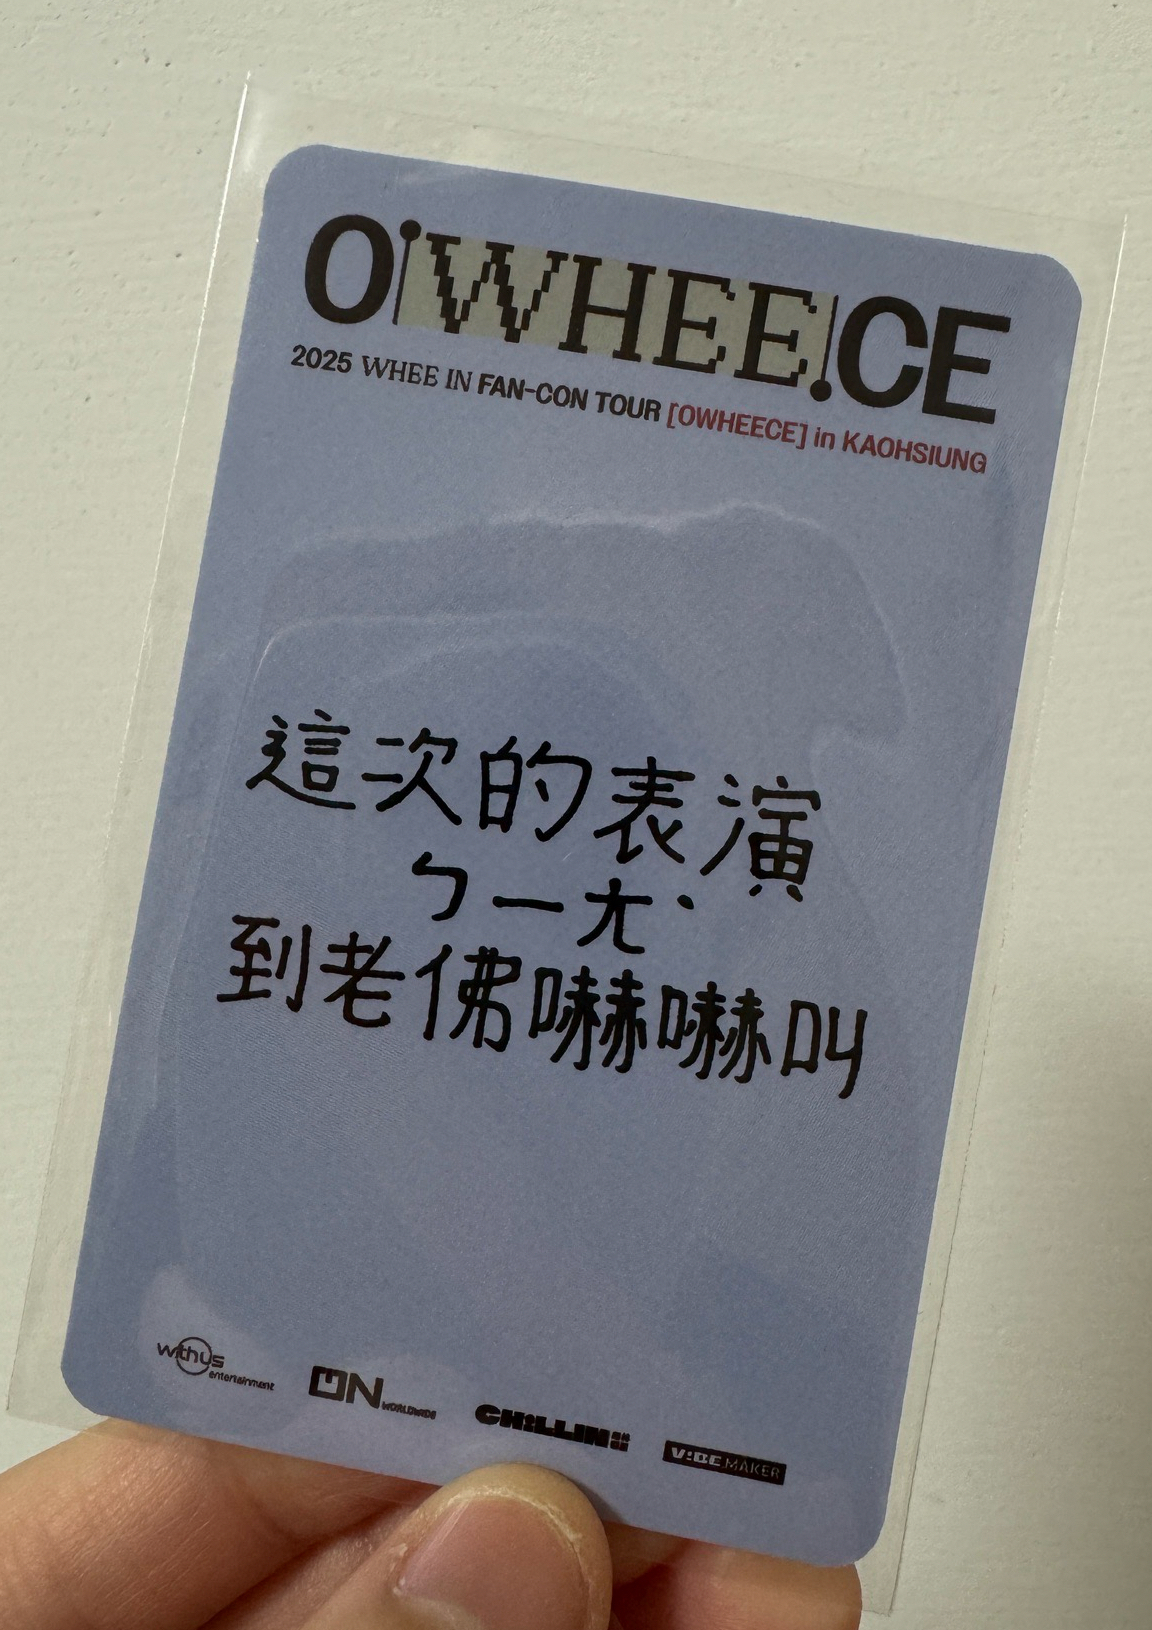 O'WHEE.CE
2025 WHEE IN FAN-CON TOUR [OWHEECE] in KAOHSIUNG
這次的表演
ㄅㄧㄤˋ
到老佛嚇嚇叫
withus
entertainment
ON WORLDWIDE
CHILLIN
VIBE MAKER